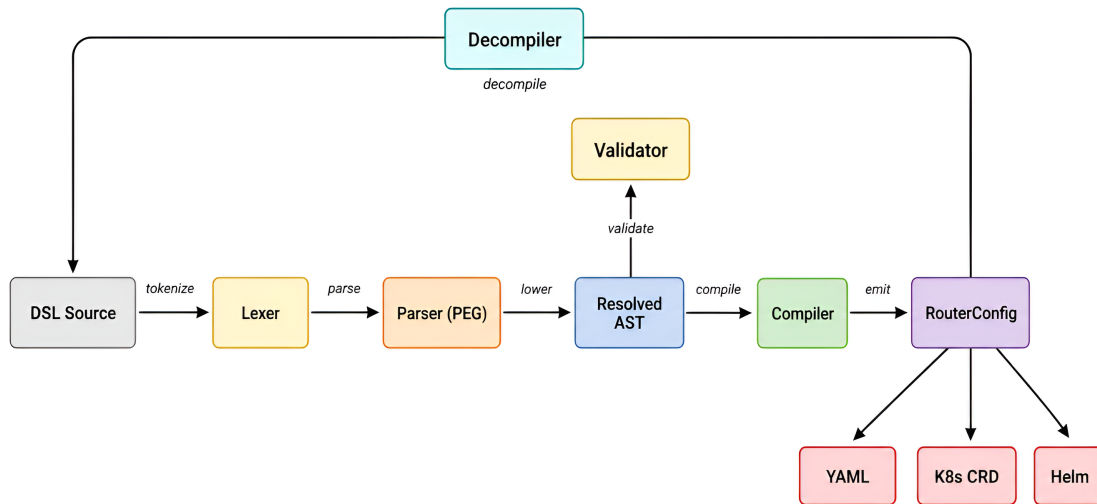 Decompiler
decompile
Validator
validate
DSL Source
tokenize
Lexer
parse
Parser (PEG)
lower
Resolved
AST
compile
Compiler
emit
RouterConfig
YAML
K8s CRD
Helm